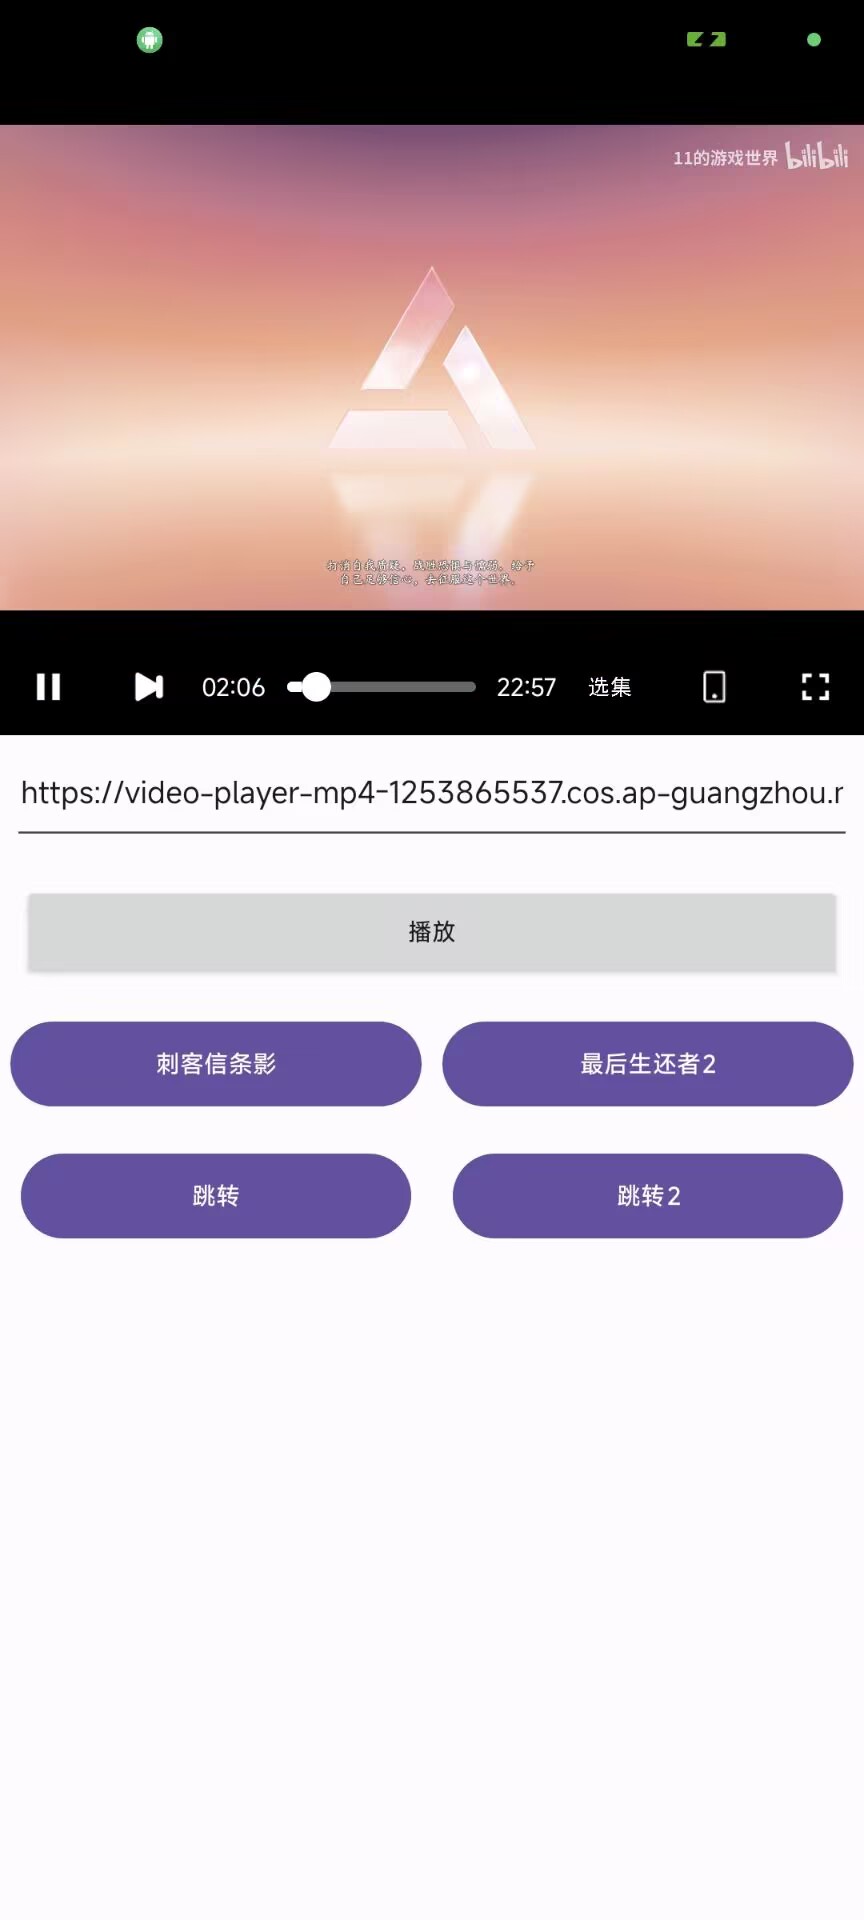 11的游戏世界 bilibili
打消自我质疑，战胜恐惧与懦弱，给予
自己足够信心，去征服这个世界。
02:06 22:57 选集
https://video-player-mp4-1253865537.cos.ap-guangzhou.r
播放
刺客信条影 最后生还者2
跳转 跳转2